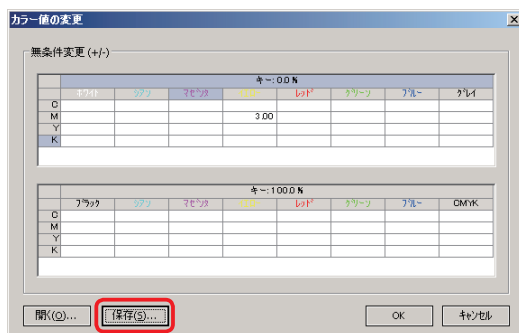 カラー値の変更
無条件変更 (+/-)
キー: 0.0 %
ホワイト シアン マゼンタ イエロー レッド グリーン ブルー グレイ
C
M 3.00
Y
K
キー: 100.0 %
ブラック シアン マゼンタ イエロー レッド グリーン ブルー CMYK
C
M
Y
K
開く(O)... 保存(S)... OK キャンセル